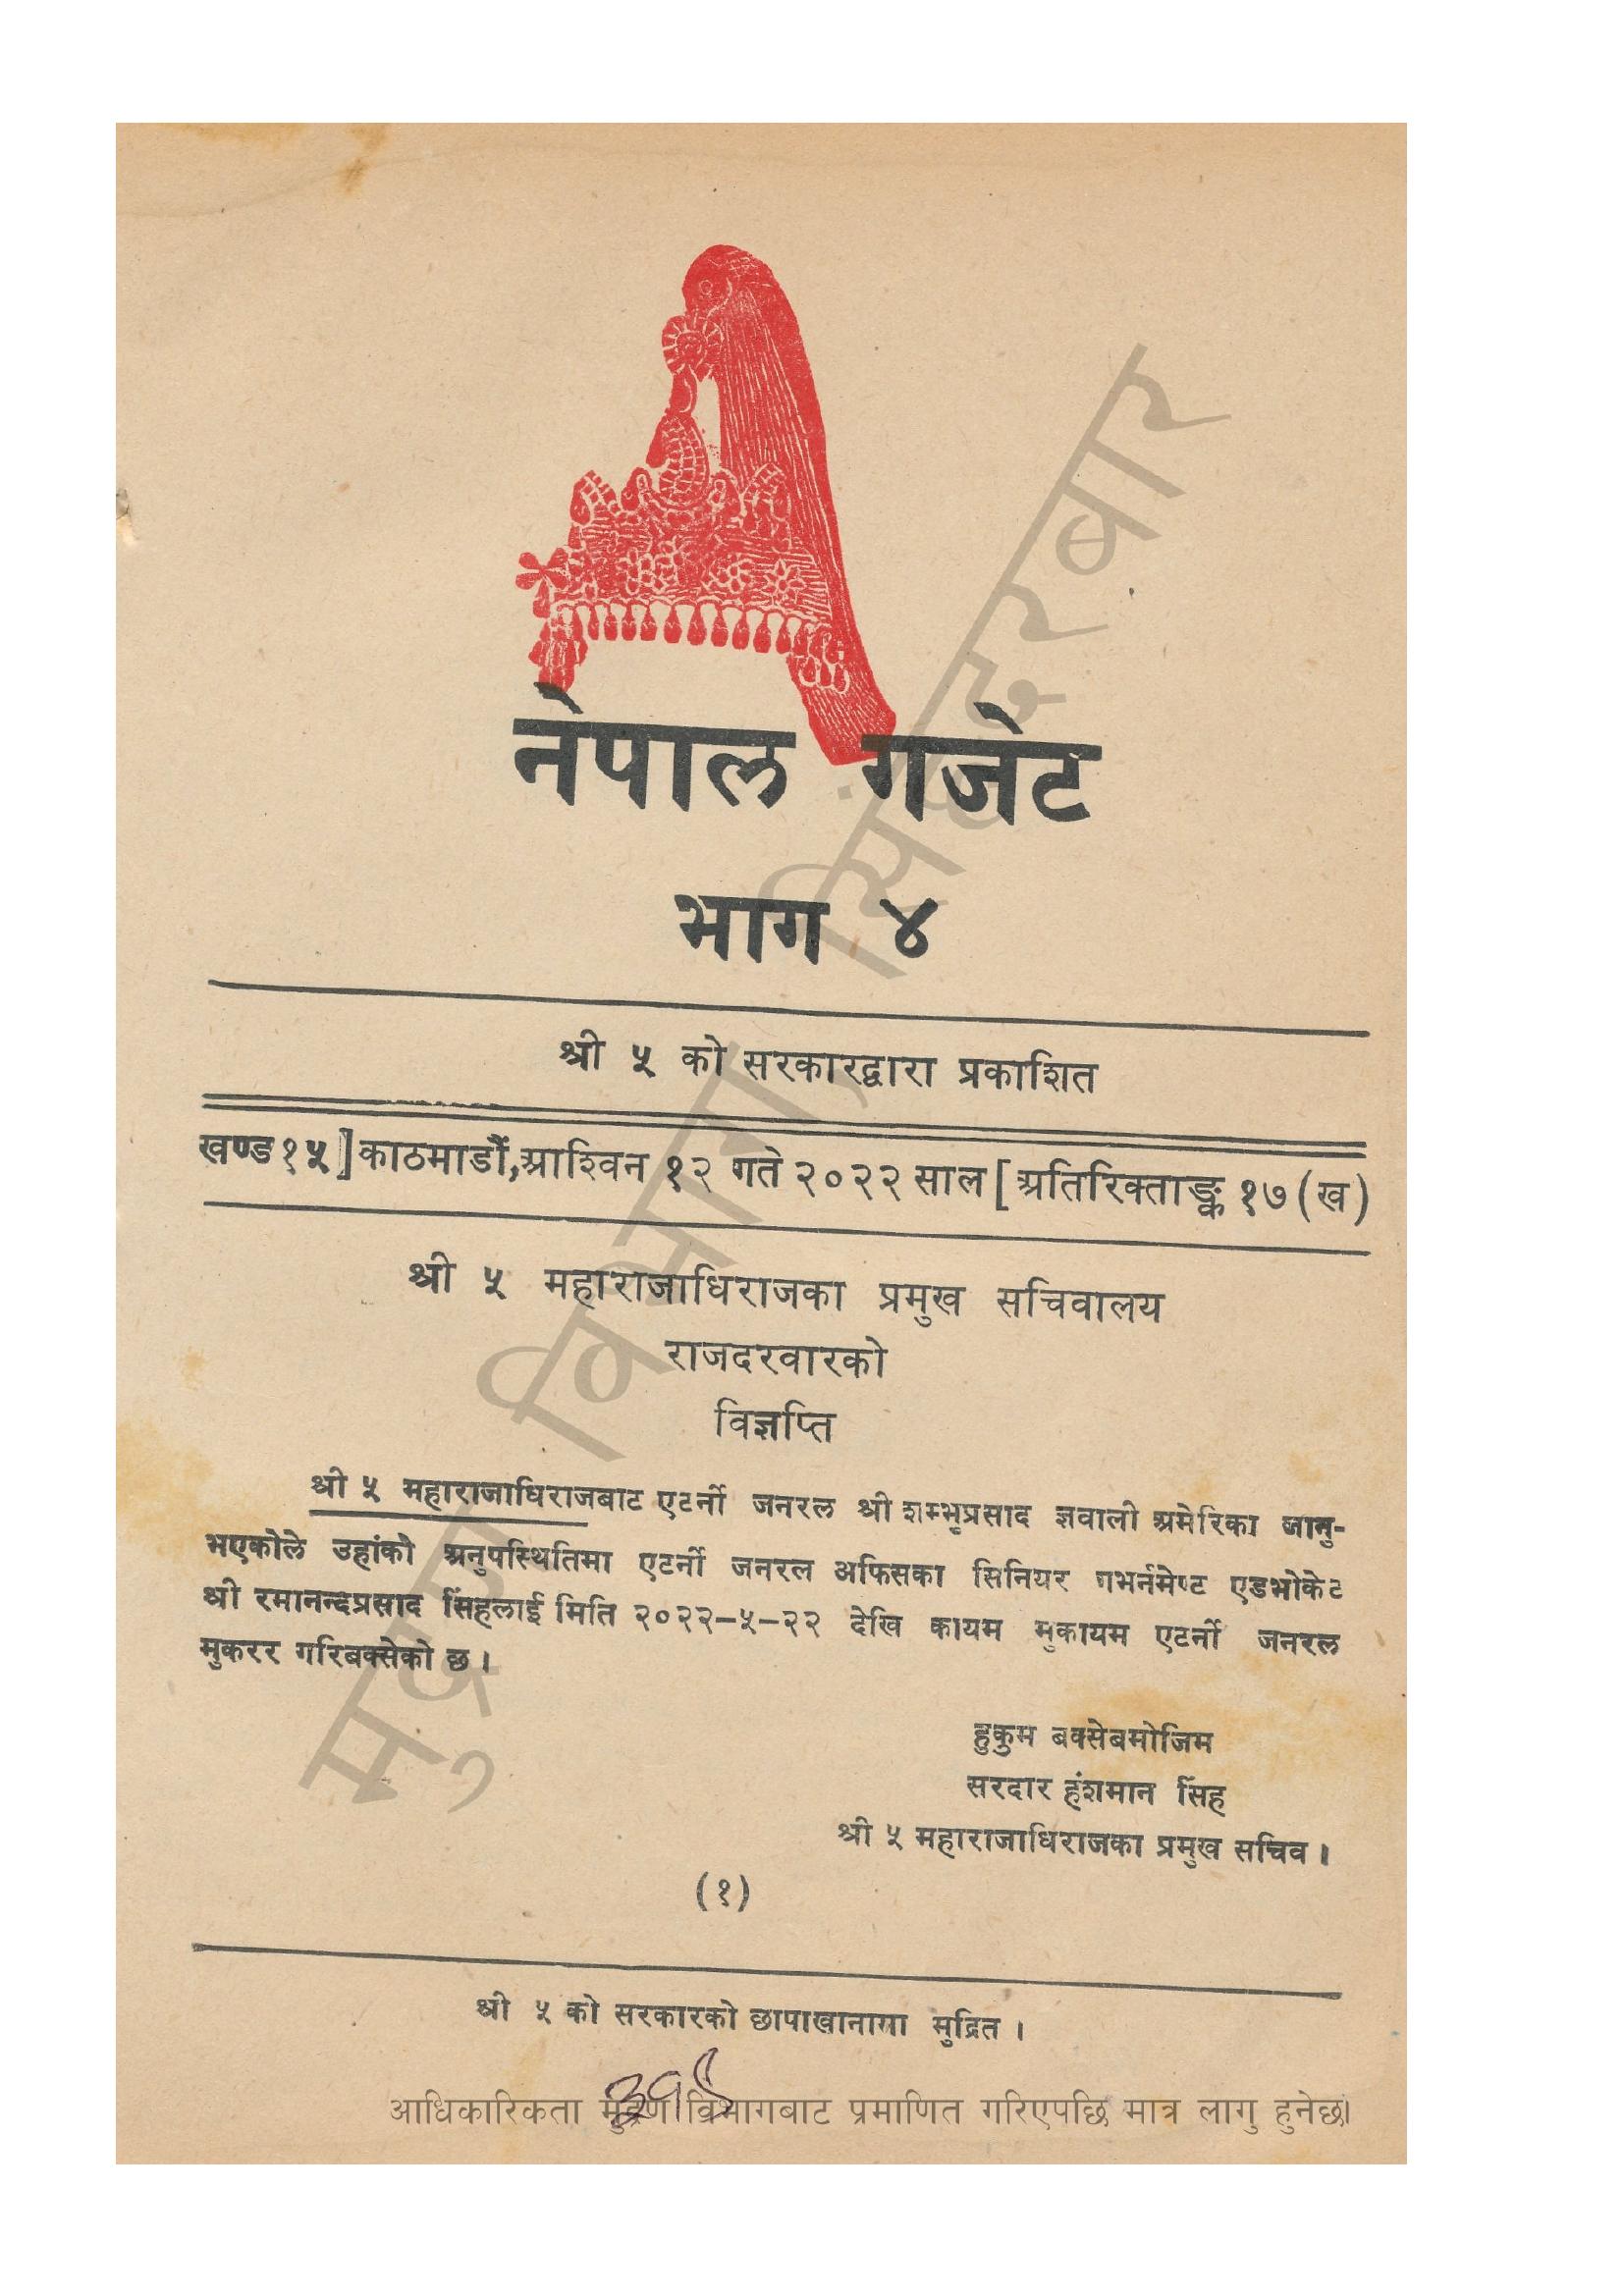 नेपाल गजेट
भाग ४
श्री ५ को सरकारद्वारा प्रकाशित
खण्ड १५] काठमाडौं, आश्विन १२ गते २०२२ साल [ अतिरिक्ताङ्क १७ (ख)
श्री ५ महाराजाधिराजका प्रमुख सचिवालय
राजदरवारको
विज्ञप्ति
श्री ५ महाराजाधिराजबाट एटर्नी जनरल श्री शम्भूप्रसाद ज्ञवाली अमेरिका जानु-
भएकोले उहांको अनुपस्थितिमा एटर्नी जनरल अफिसका सिनियर गभर्नमेण्ट एडभोकेट
श्री रमानन्दप्रसाद सिंहलाई मिति २०२२–५–२२ देखि कायम मुकायम एटर्नी जनरल
मुकरर गरिबक्सेको छ ।
हुकुम बक्सेबमोजिम
सरदार हंशमान सिंह
श्री ५ महाराजाधिराजका प्रमुख सचिव ।
(१)
श्री ५ को सरकारको छापाखानामा मुद्रित ।
३१९
आधिकारिकता मुद्रण विभागबाट प्रमाणित गरिएपछि मात्र लागु हुनेछ।
मुद्रण विभाग, सिंहदरबार